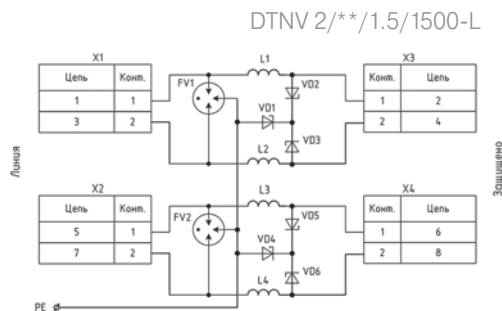 DTNV 2/**/1.5/1500-L
X1
Цепь Конт.
1 1
3 2
FV1
L1
VD1
VD2
VD3
L2
X3
Конт. Цепь
1 2
2 4
Линия
Защищено
X2
Цепь Конт.
5 1
7 2
FV2
L3
VD4
VD5
VD6
L4
X4
Конт. Цепь
1 6
2 8
PE